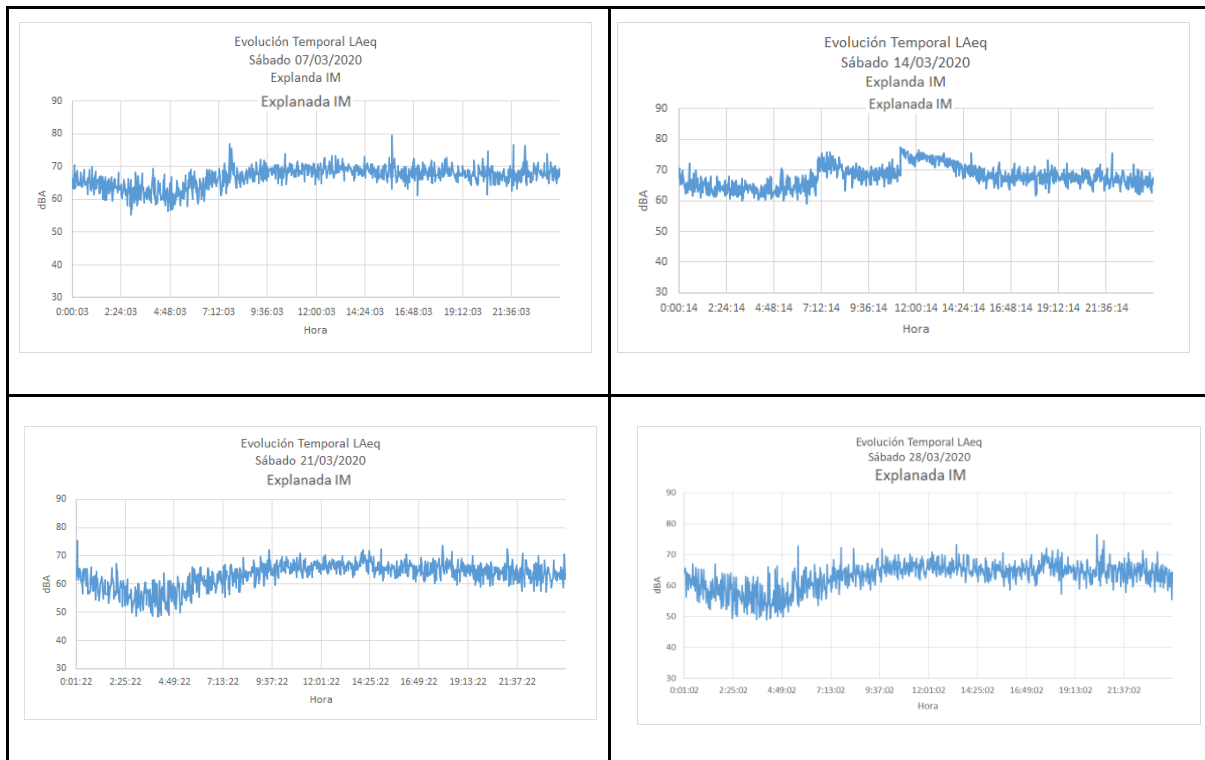 Evolución Temporal LAeq
Sábado 07/03/2020
Explanda IM
Explanada IM
90
80
70
60
50
40
30
dBA
0:00:03 2:24:03 4:48:03 7:12:03 9:36:03 12:00:03 14:24:03 16:48:03 19:12:03 21:36:03
Hora
Evolución Temporal LAeq
Sábado 14/03/2020
Explanda IM
Explanada IM
90
80
70
60
50
40
30
dBA
0:00:14 2:24:14 4:48:14 7:12:14 9:36:14 12:00:14 14:24:14 16:48:14 19:12:14 21:36:14
Hora
Evolución Temporal LAeq
Sábado 21/03/2020
Explanada IM
90
80
70
60
50
40
30
dBA
0:01:22 2:25:22 4:49:22 7:13:22 9:37:22 12:01:22 14:25:22 16:49:22 19:13:22 21:37:22
Hora
Evolución Temporal LAeq
Sábado 28/03/2020
Explanada IM
90
80
70
60
50
40
30
dBA
0:01:02 2:25:02 4:49:02 7:13:02 9:37:02 12:01:02 14:25:02 16:49:02 19:13:02 21:37:02
Hora